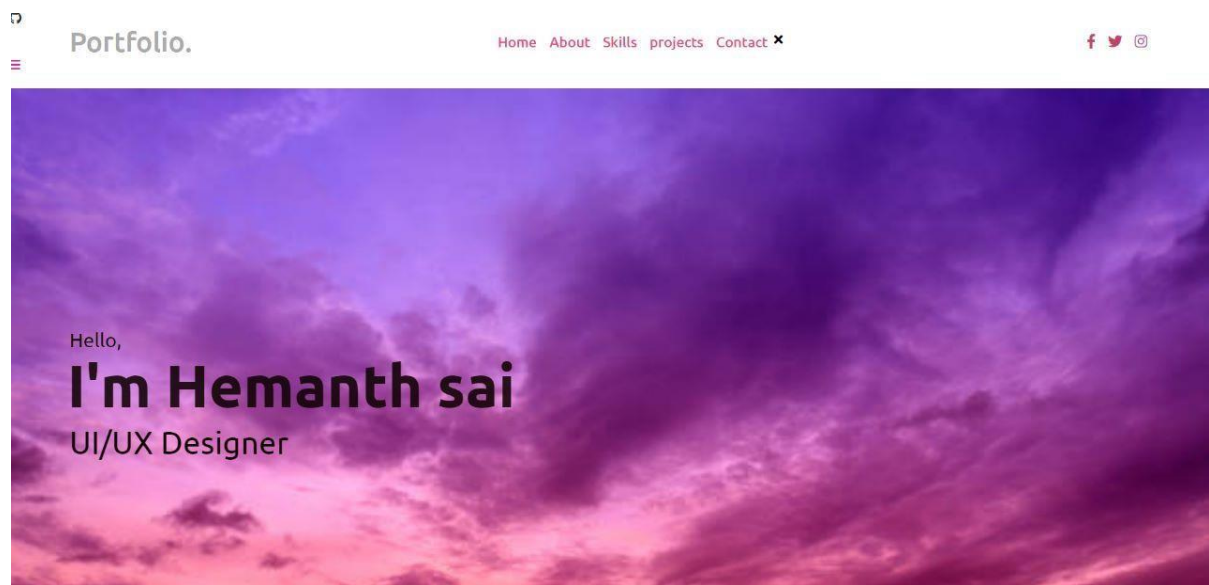 Portfolio.
Home About Skills projects Contact
Hello,
I'm Hemanth sai
UI/UX Designer